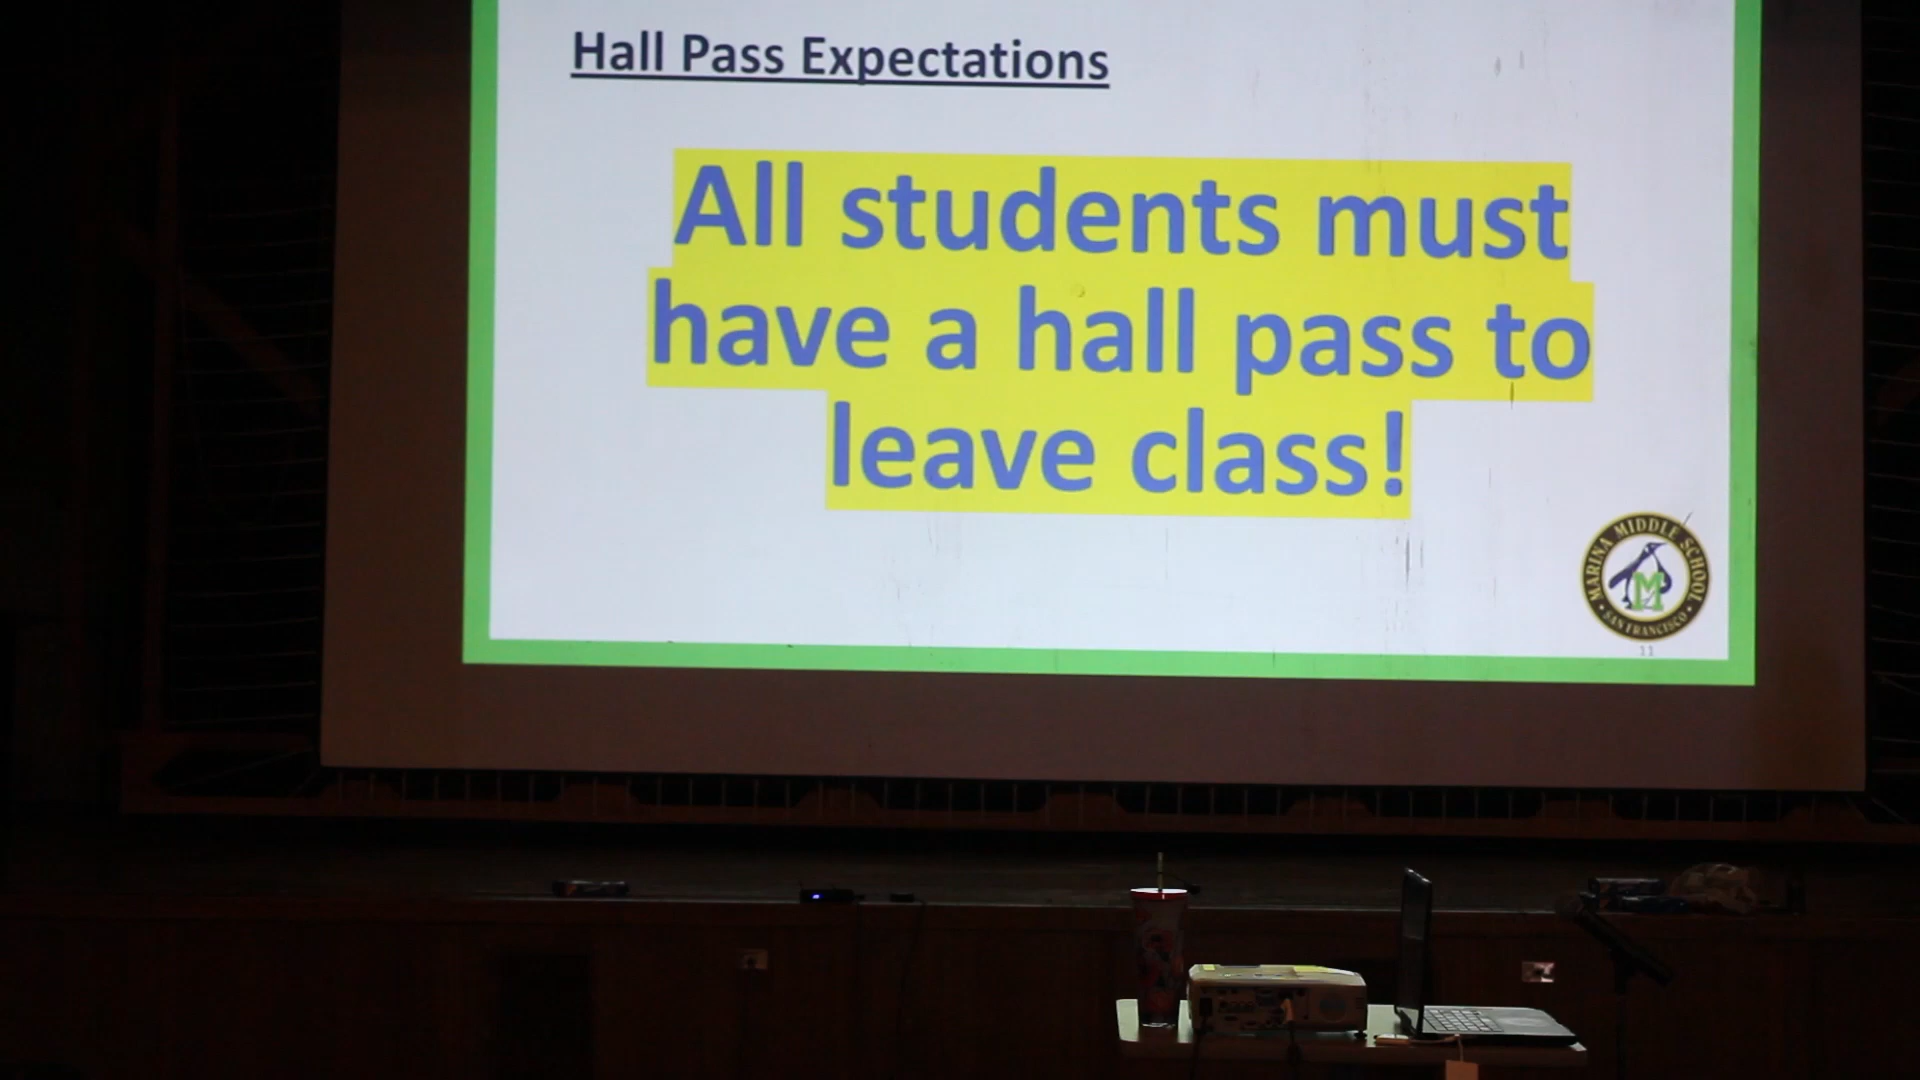 Hall Pass Expectations
All students must
have a hall pass to
leave class!
MARINA MIDDLE SCHOOL
M
• SAN FRANCISCO •
11